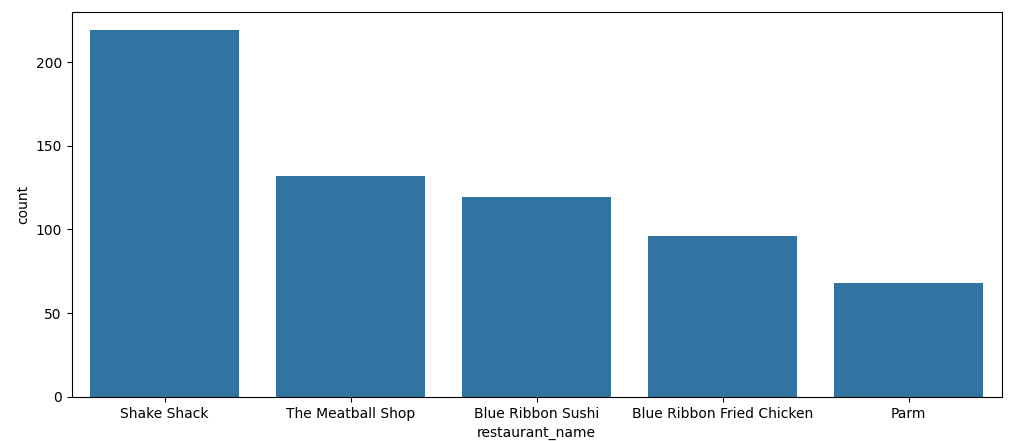 200
150
100
50
0
count
Shake Shack
The Meatball Shop
Blue Ribbon Sushi
Blue Ribbon Fried Chicken
Parm
restaurant_name